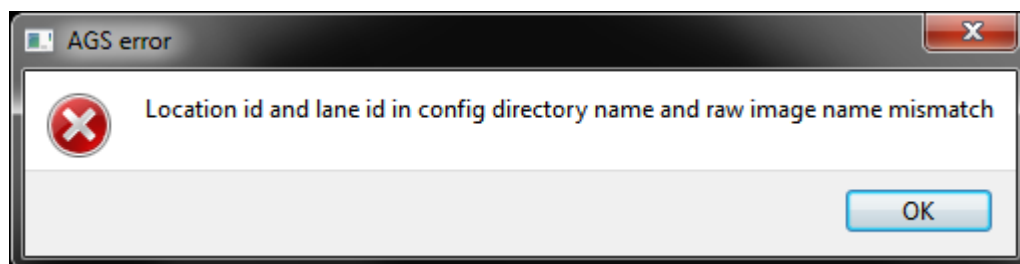 AGS error
Location id and lane id in config directory name and raw image name mismatch
OK